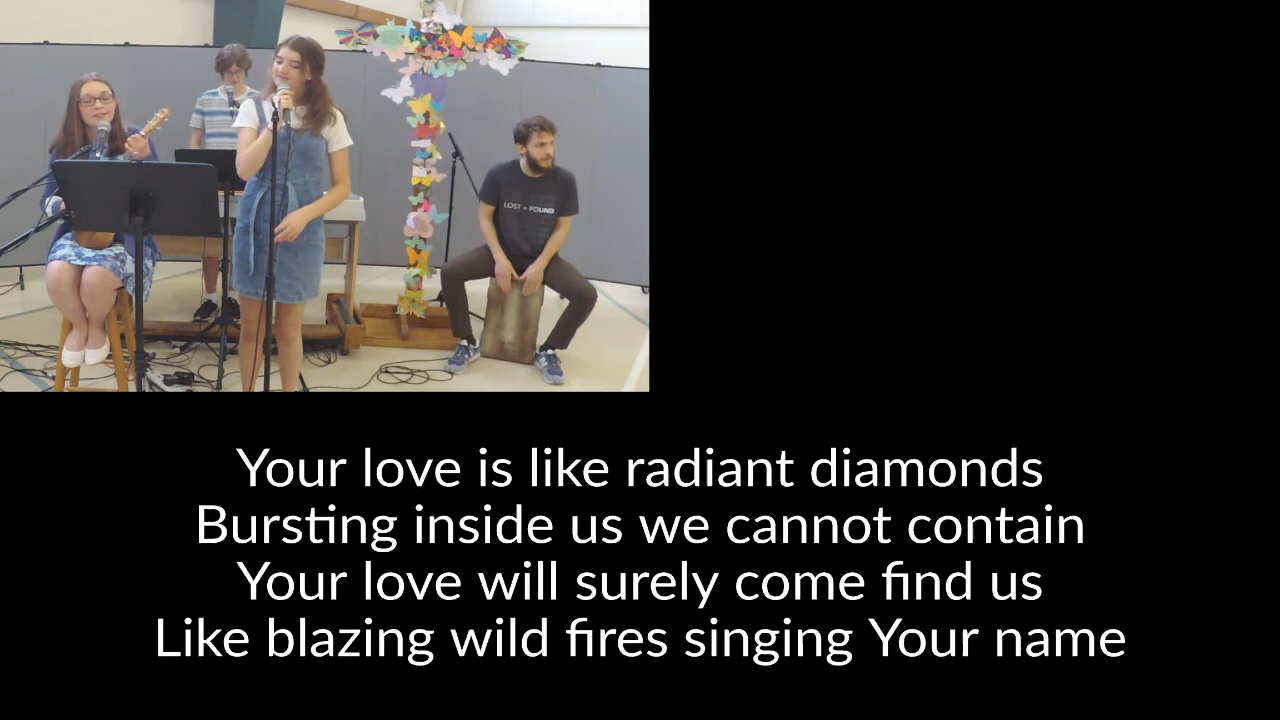 LOST + FOUND
Your love is like radiant diamonds
Bursting inside us we cannot contain
Your love will surely come find us
Like blazing wild fires singing Your name